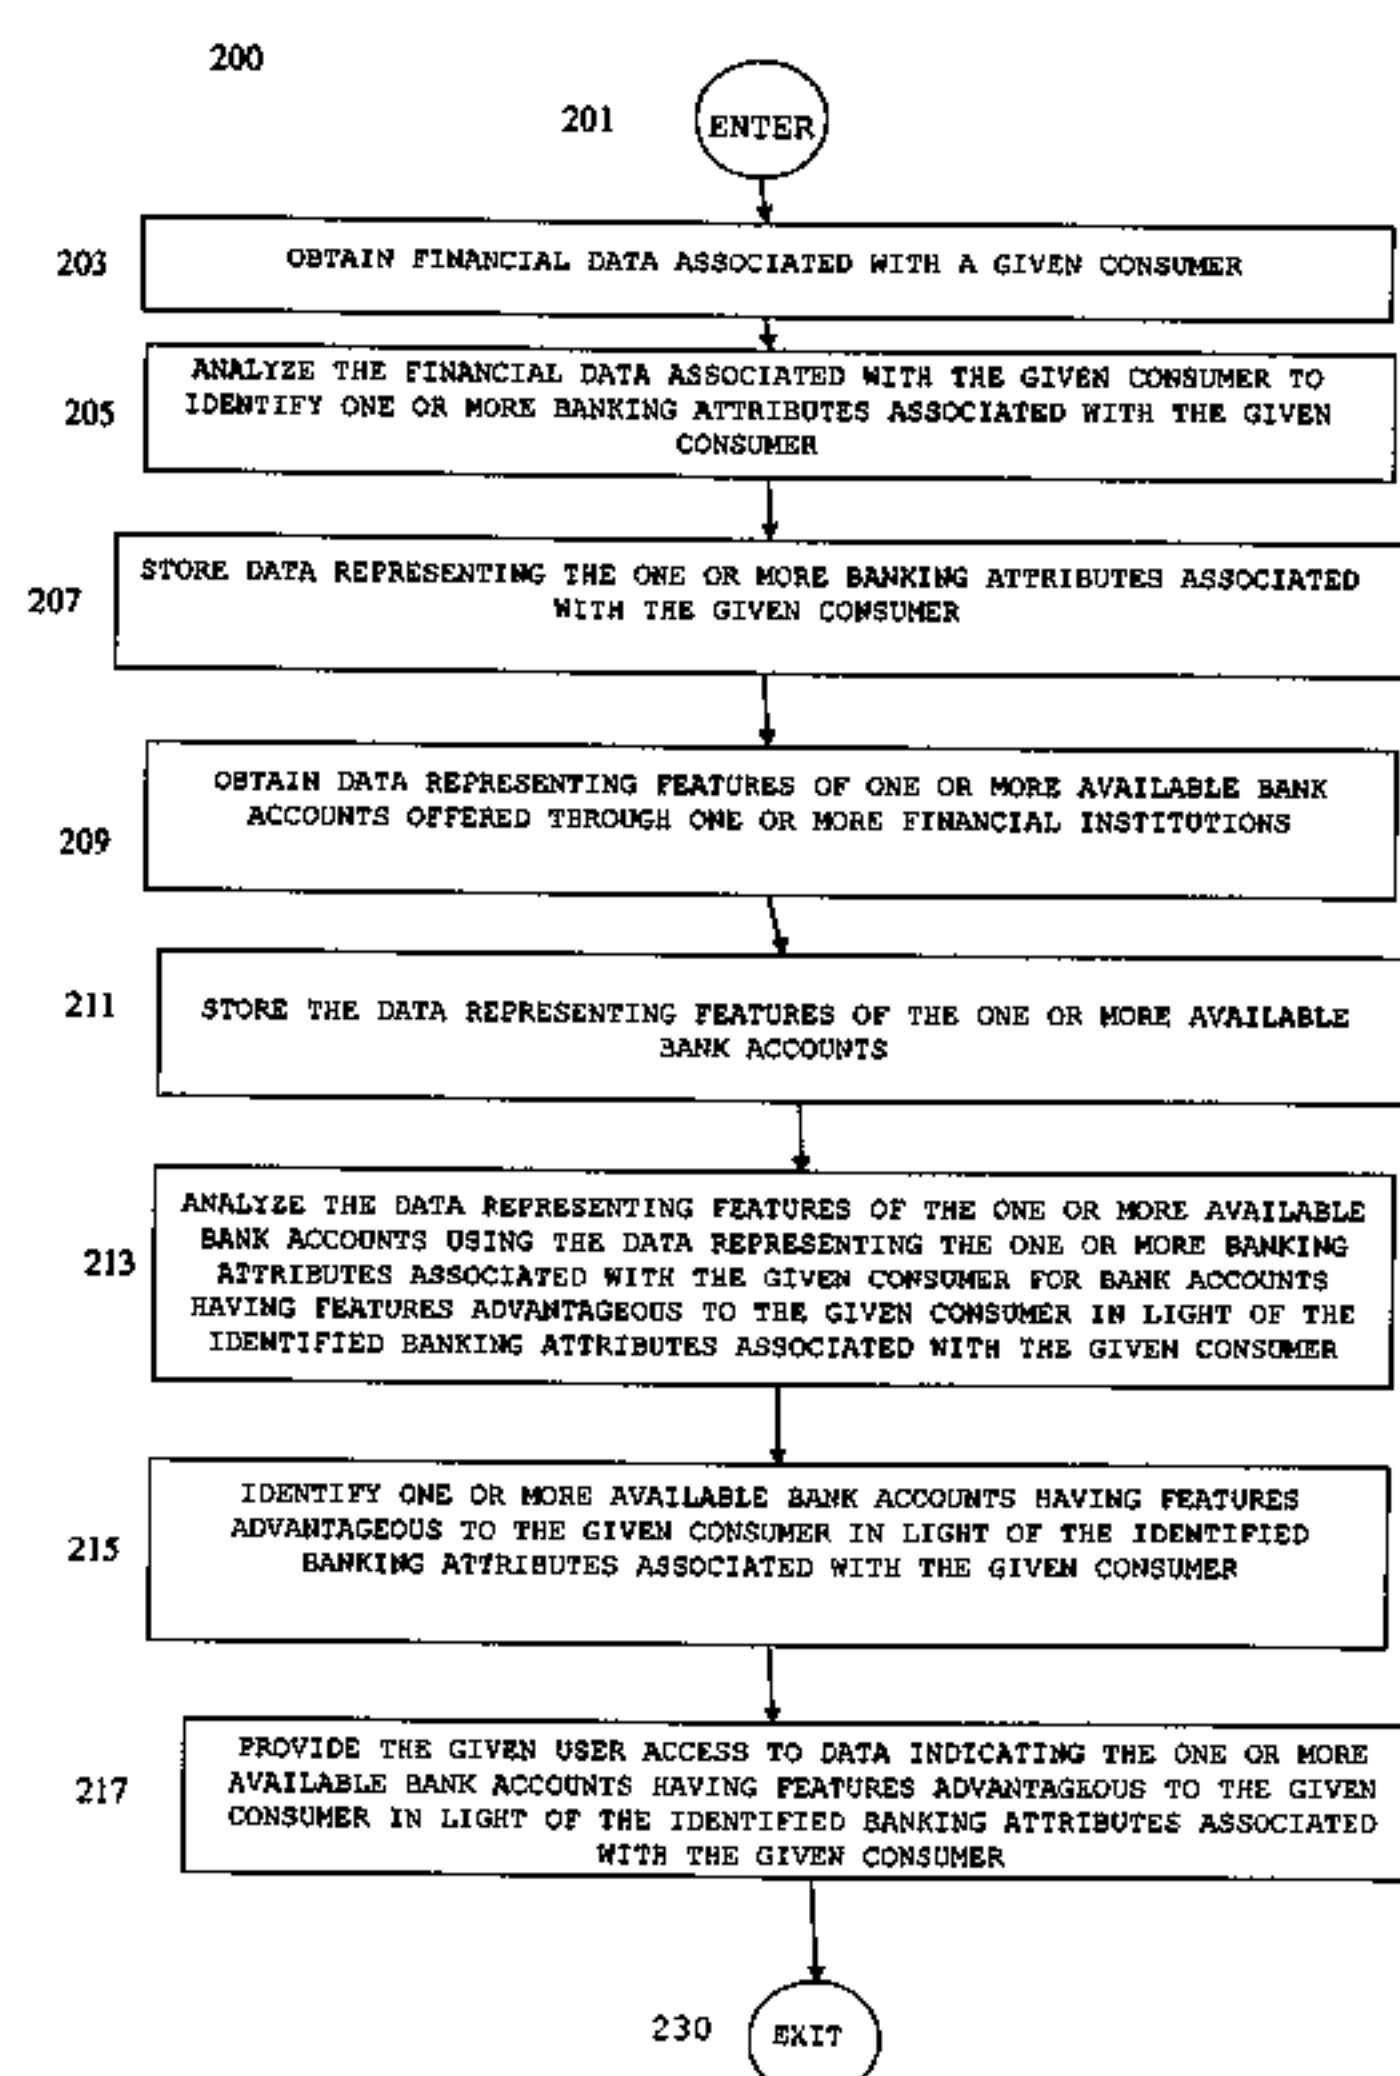 200
201
ENTER
203
OBTAIN FINANCIAL DATA ASSOCIATED WITH A GIVEN CONSUMER
205
ANALYZE THE FINANCIAL DATA ASSOCIATED WITH THE GIVEN CONSUMER TO
IDENTIFY ONE OR MORE BANKING ATTRIBUTES ASSOCIATED WITH THE GIVEN
CONSUMER
207
STORE DATA REPRESENTING THE ONE OR MORE BANKING ATTRIBUTES ASSOCIATED
WITH THE GIVEN CONSUMER
209
OBTAIN DATA REPRESENTING FEATURES OF ONE OR MORE AVAILABLE BANK
ACCOUNTS OFFERED THROUGH ONE OR MORE FINANCIAL INSTITUTIONS
211
STORE THE DATA REPRESENTING FEATURES OF THE ONE OR MORE AVAILABLE
BANK ACCOUNTS
213
ANALYZE THE DATA REPRESENTING FEATURES OF THE ONE OR MORE AVAILABLE
BANK ACCOUNTS USING THE DATA REPRESENTING THE ONE OR MORE BANKING
ATTRIBUTES ASSOCIATED WITH THE GIVEN CONSUMER FOR BANK ACCOUNTS
HAVING FEATURES ADVANTAGEOUS TO THE GIVEN CONSUMER IN LIGHT OF THE
IDENTIFIED BANKING ATTRIBUTES ASSOCIATED WITH THE GIVEN CONSUMER
215
IDENTIFY ONE OR MORE AVAILABLE BANK ACCOUNTS HAVING FEATURES
ADVANTAGEOUS TO THE GIVEN CONSUMER IN LIGHT OF THE IDENTIFIED
BANKING ATTRIBUTES ASSOCIATED WITH THE GIVEN CONSUMER
217
PROVIDE THE GIVEN USER ACCESS TO DATA INDICATING THE ONE OR MORE
AVAILABLE BANK ACCOUNTS HAVING FEATURES ADVANTAGEOUS TO THE GIVEN
CONSUMER IN LIGHT OF THE IDENTIFIED BANKING ATTRIBUTES ASSOCIATED
WITH THE GIVEN CONSUMER
230
EXIT